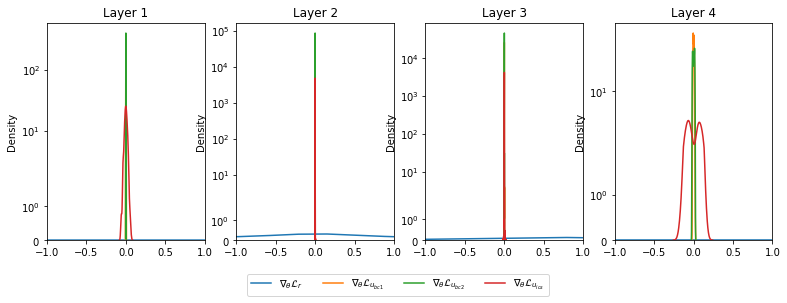 Layer 1
Layer 2
Layer 3
Layer 4
Density
10² 10¹ 10⁰ 0
−1.0 −0.5 0.0 0.5 1.0
Density
10⁵ 10⁴ 10³ 10² 10¹ 10⁰ 0
−1.0 −0.5 0.0 0.5 1.0
Density
10⁴ 10³ 10² 10¹ 10⁰ 0
−1.0 −0.5 0.0 0.5 1.0
Density
10¹ 10⁰ 0
−1.0 −0.5 0.0 0.5 1.0
∇θℒr ∇θℒu_bc1 ∇θℒu_bc2 ∇θℒu_ics